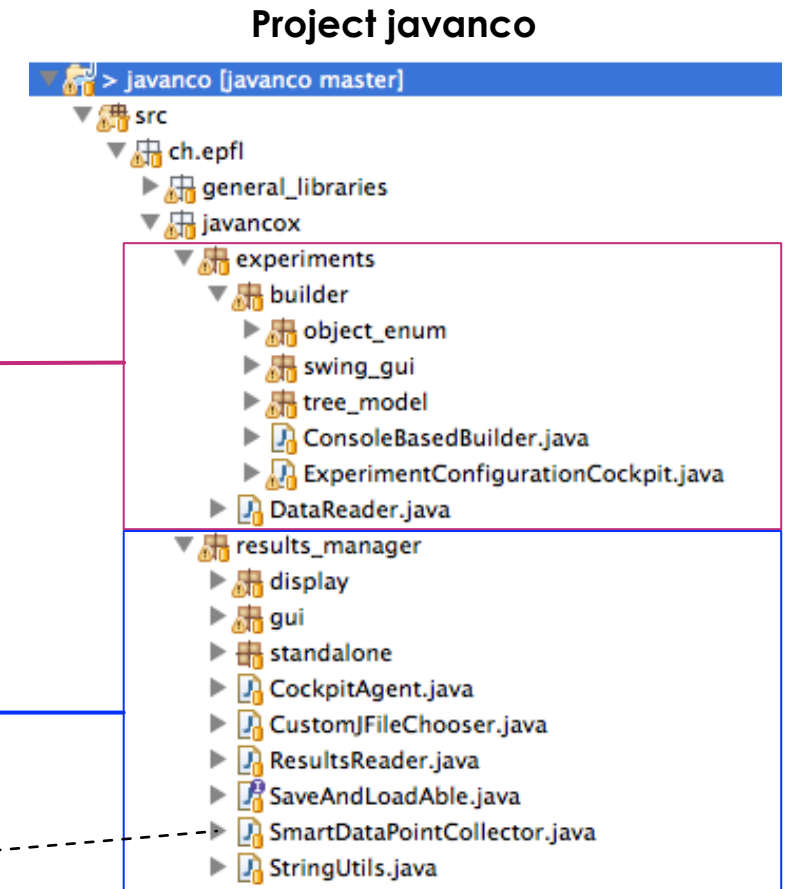 Project javanco
> javanco [javanco master]
src
ch.epfl
general_libraries
javancox
experiments
builder
object_enum
swing_gui
tree_model
ConsoleBasedBuilder.java
ExperimentConfigurationCockpit.java
DataReader.java
results_manager
display
gui
standalone
CockpitAgent.java
CustomJFileChooser.java
ResultsReader.java
SaveAndLoadAble.java
SmartDataPointCollector.java
StringUtils.java